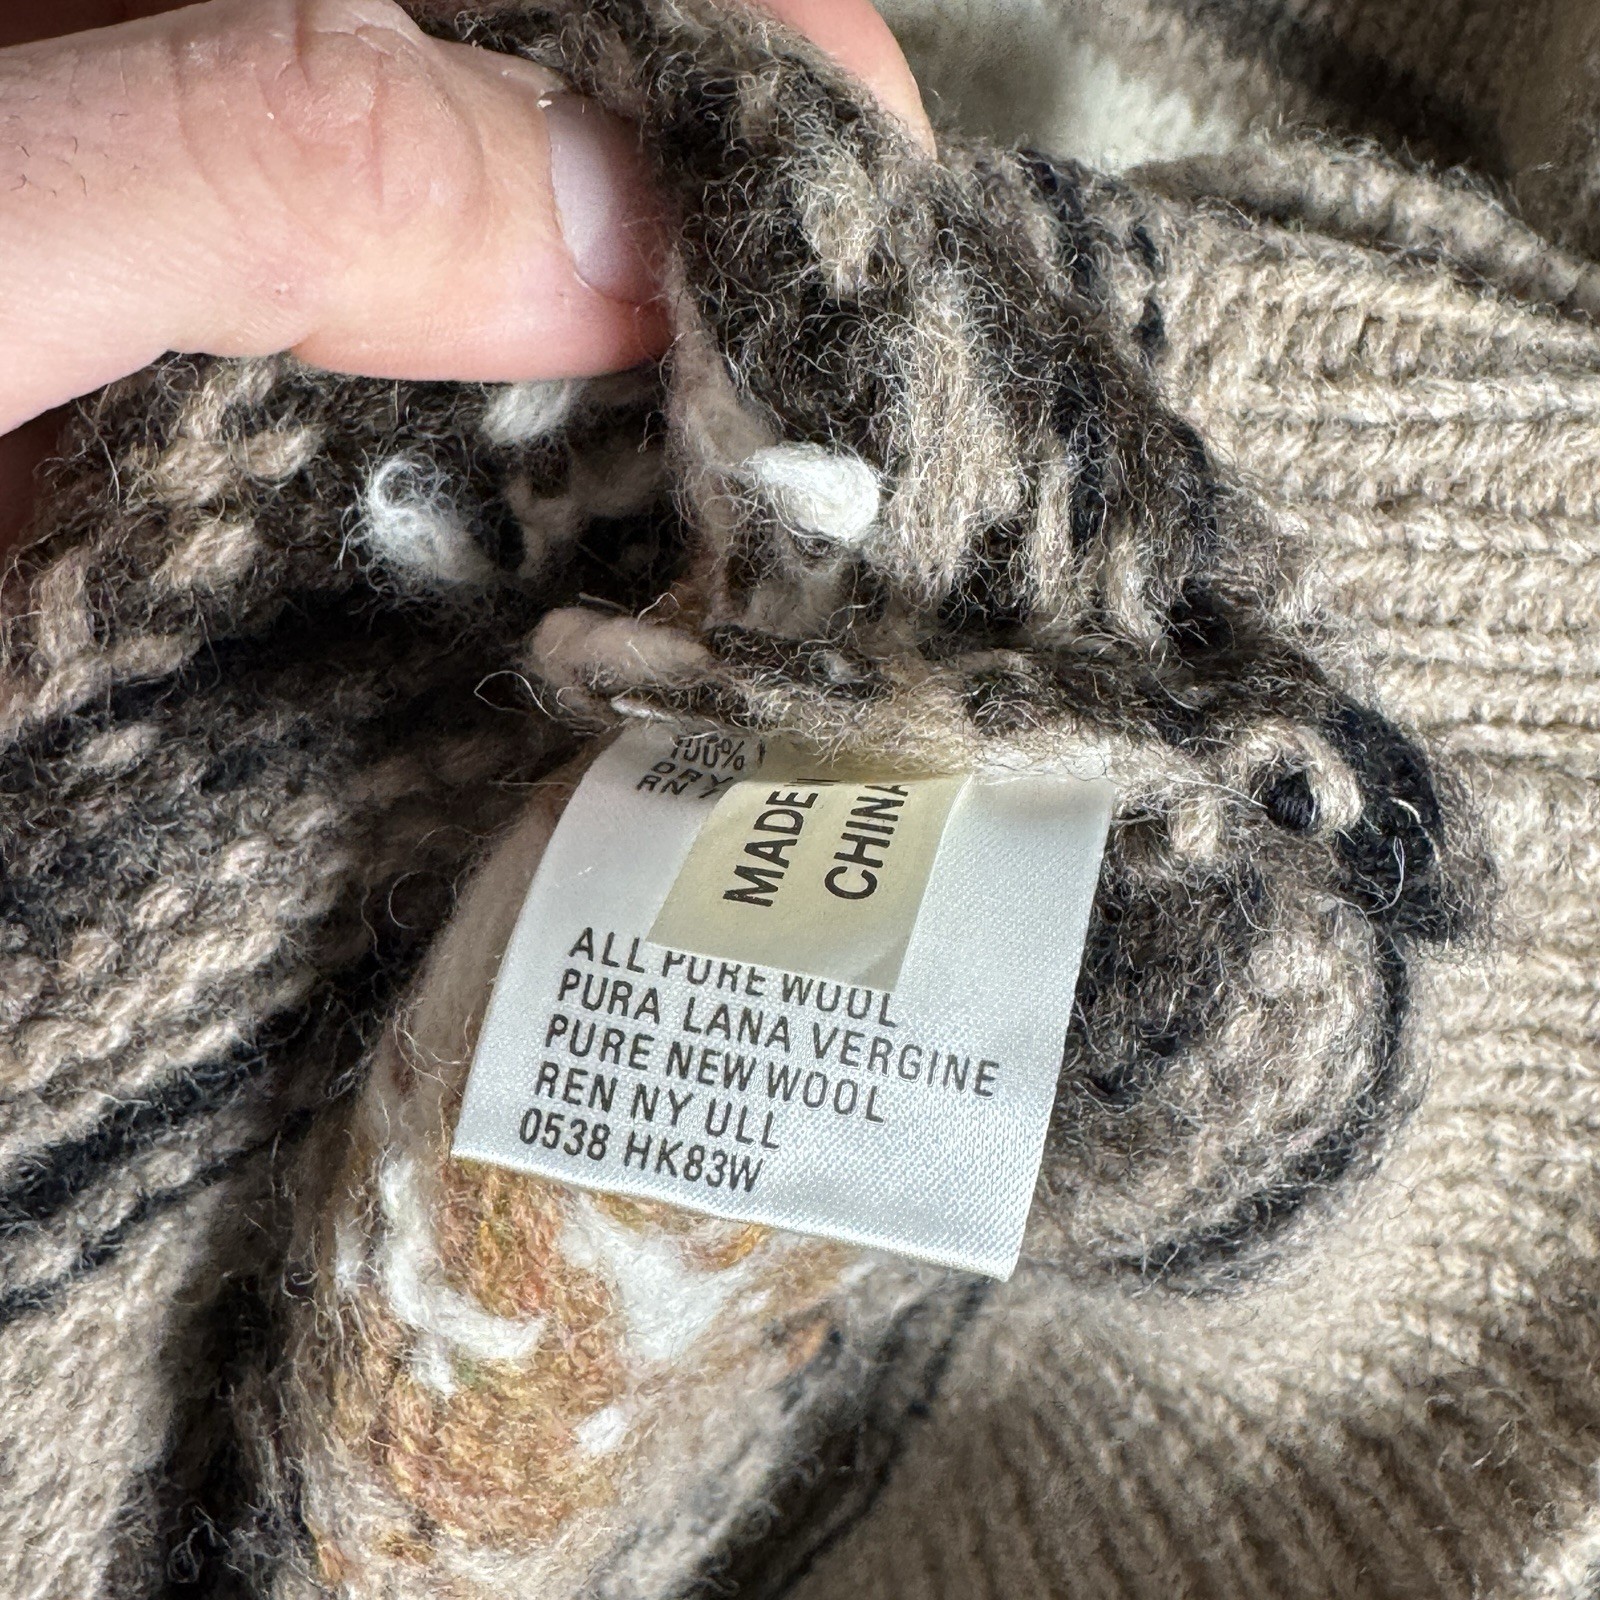 100%
DRY
RN
MADE
CHINA
ALL PURE WOOL
PURA LANA VERGINE
PURE NEW WOOL
REN NY ULL
0538 HK83W